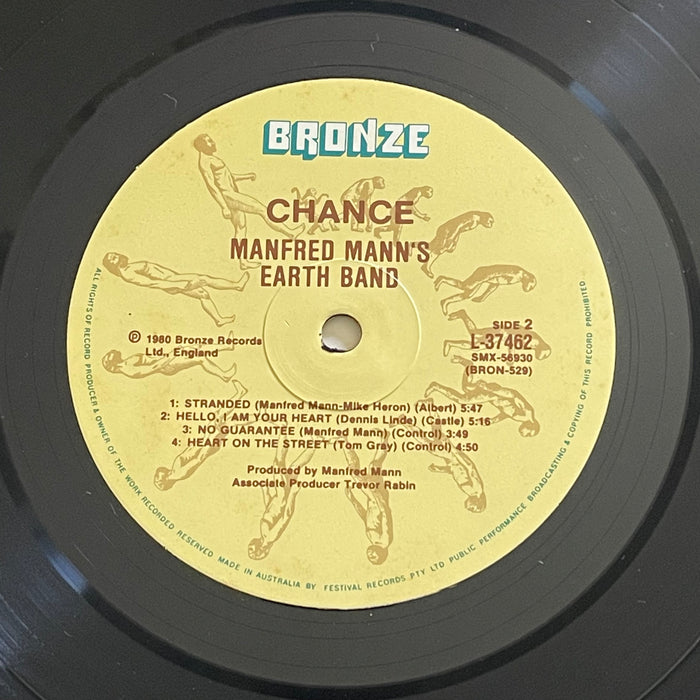 BRONZE
CHANCE
MANFRED MANN'S
EARTH BAND
℗ 1980 Bronze Records
Ltd., England
SIDE 2
L-37462
SMX-56930
(BRON-529)
1: STRANDED (Manfred Mann-Mike Heron) (Albert) 5:47
2: HELLO, I AM YOUR HEART (Dennis Linde) (Castle) 5:16
3: NO GUARANTEE (Manfred Mann) (Control) 3:49
4: HEART ON THE STREET (Tom Gray) (Control) 4:50
Produced by Manfred Mann
Associate Producer Trevor Rabin
ALL RIGHTS OF RECORD PRODUCER & OWNER OF THE WORK RECORDED RESERVED MADE IN AUSTRALIA BY FESTIVAL RECORDS PTY LTD PUBLIC PERFORMANCE BROADCASTING & COPYING OF THIS RECORD PROHIBITED